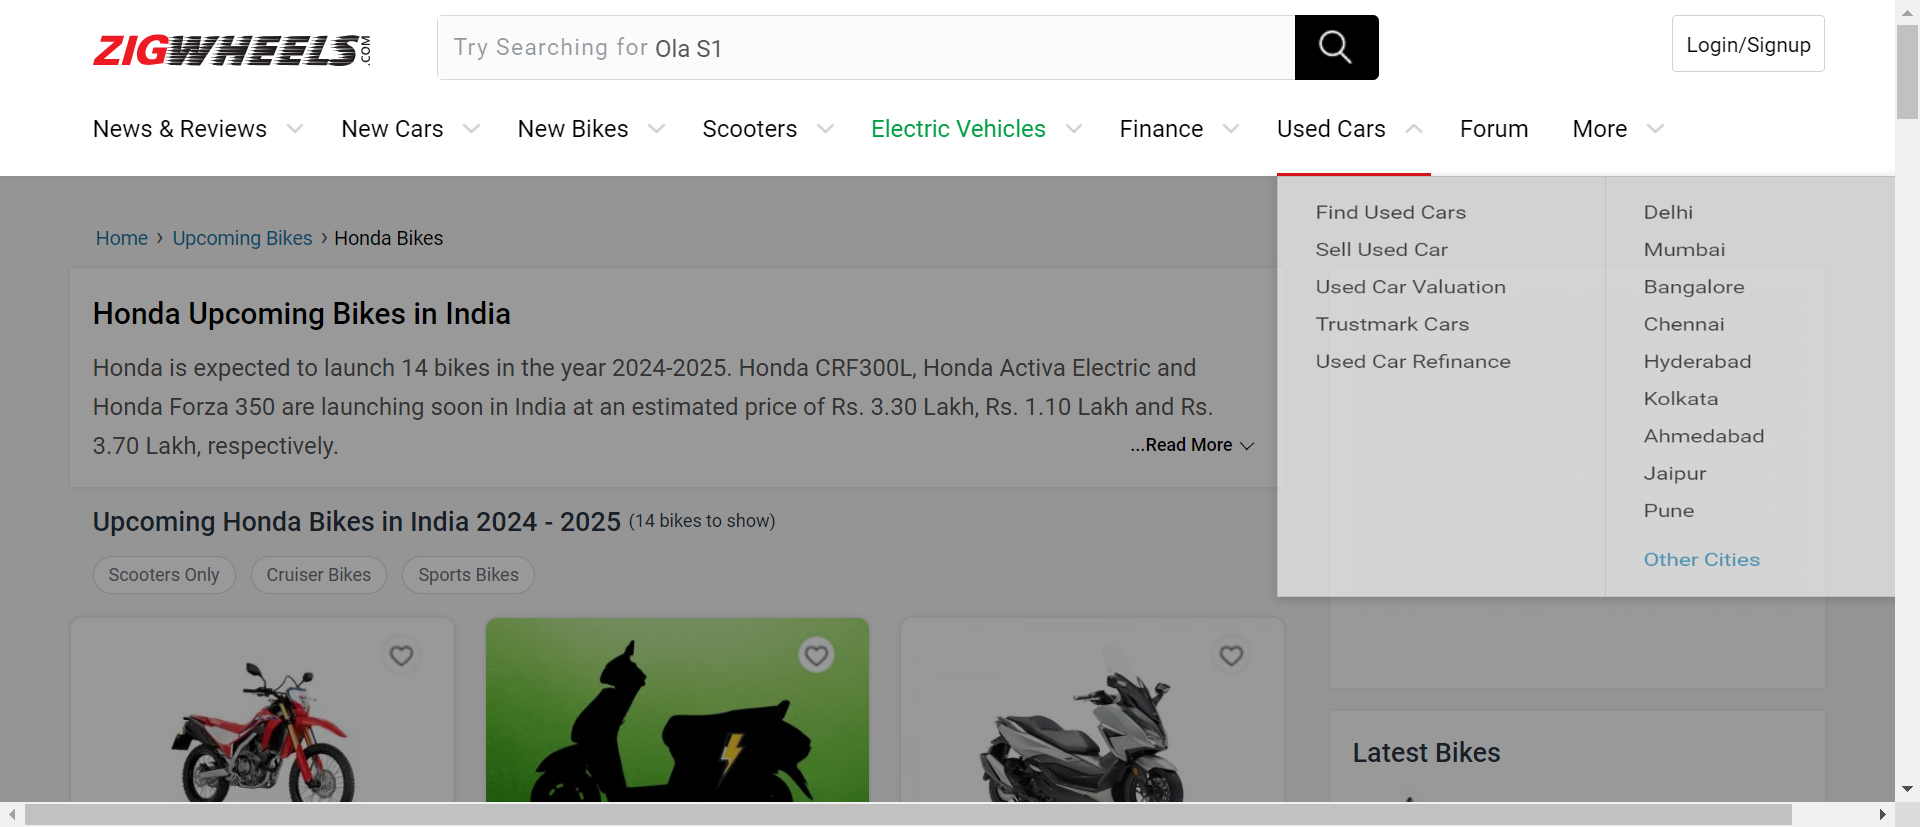 ZIGWHEELS.COM
Try Searching for Ola S1
Login/Signup
News & Reviews New Cars New Bikes Scooters Electric Vehicles Finance Used Cars Forum More
Home › Upcoming Bikes › Honda Bikes
Honda Upcoming Bikes in India
Honda is expected to launch 14 bikes in the year 2024-2025. Honda CRF300L, Honda Activa Electric and
Honda Forza 350 are launching soon in India at an estimated price of Rs. 3.30 Lakh, Rs. 1.10 Lakh and Rs.
3.70 Lakh, respectively.
...Read More
Upcoming Honda Bikes in India 2024 - 2025 (14 bikes to show)
Scooters Only Cruiser Bikes Sports Bikes
Find Used Cars
Sell Used Car
Used Car Valuation
Trustmark Cars
Used Car Refinance
Delhi
Mumbai
Bangalore
Chennai
Hyderabad
Kolkata
Ahmedabad
Jaipur
Pune
Other Cities
Latest Bikes